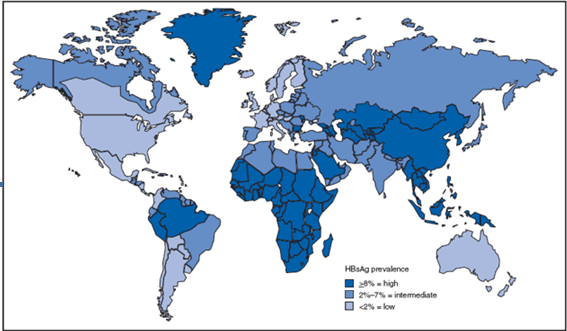 HBsAg prevalence
≥8% = high
2%–7% = intermediate
<2% = low